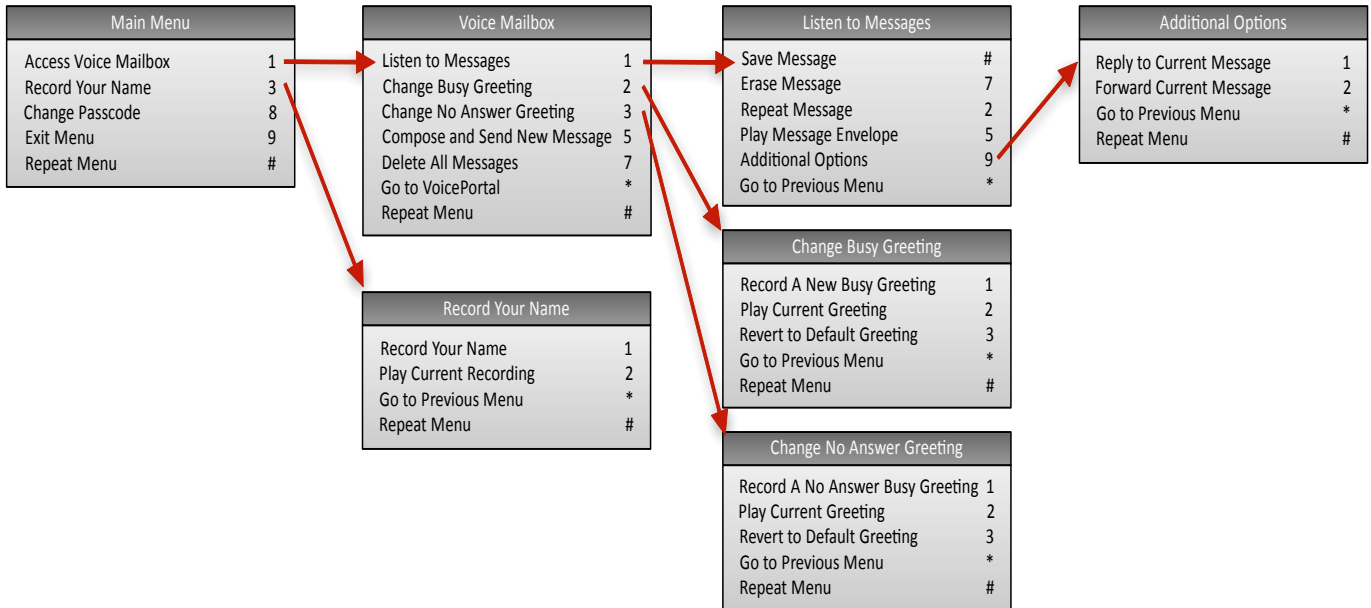 Main Menu
Access Voice Mailbox 1
Record Your Name 3
Change Passcode 8
Exit Menu 9
Repeat Menu #
Voice Mailbox
Listen to Messages 1
Change Busy Greeting 2
Change No Answer Greeting 3
Compose and Send New Message 5
Delete All Messages 7
Go to VoicePortal *
Repeat Menu #
Listen to Messages
Save Message #
Erase Message 7
Repeat Message 2
Play Message Envelope 5
Additional Options 9
Go to Previous Menu *
Additional Options
Reply to Current Message 1
Forward Current Message 2
Go to Previous Menu *
Repeat Menu #
Record Your Name
Record Your Name 1
Play Current Recording 2
Go to Previous Menu *
Repeat Menu #
Change Busy Greeting
Record A New Busy Greeting 1
Play Current Greeting 2
Revert to Default Greeting 3
Go to Previous Menu *
Repeat Menu #
Change No Answer Greeting
Record A No Answer Busy Greeting 1
Play Current Greeting 2
Revert to Default Greeting 3
Go to Previous Menu *
Repeat Menu #